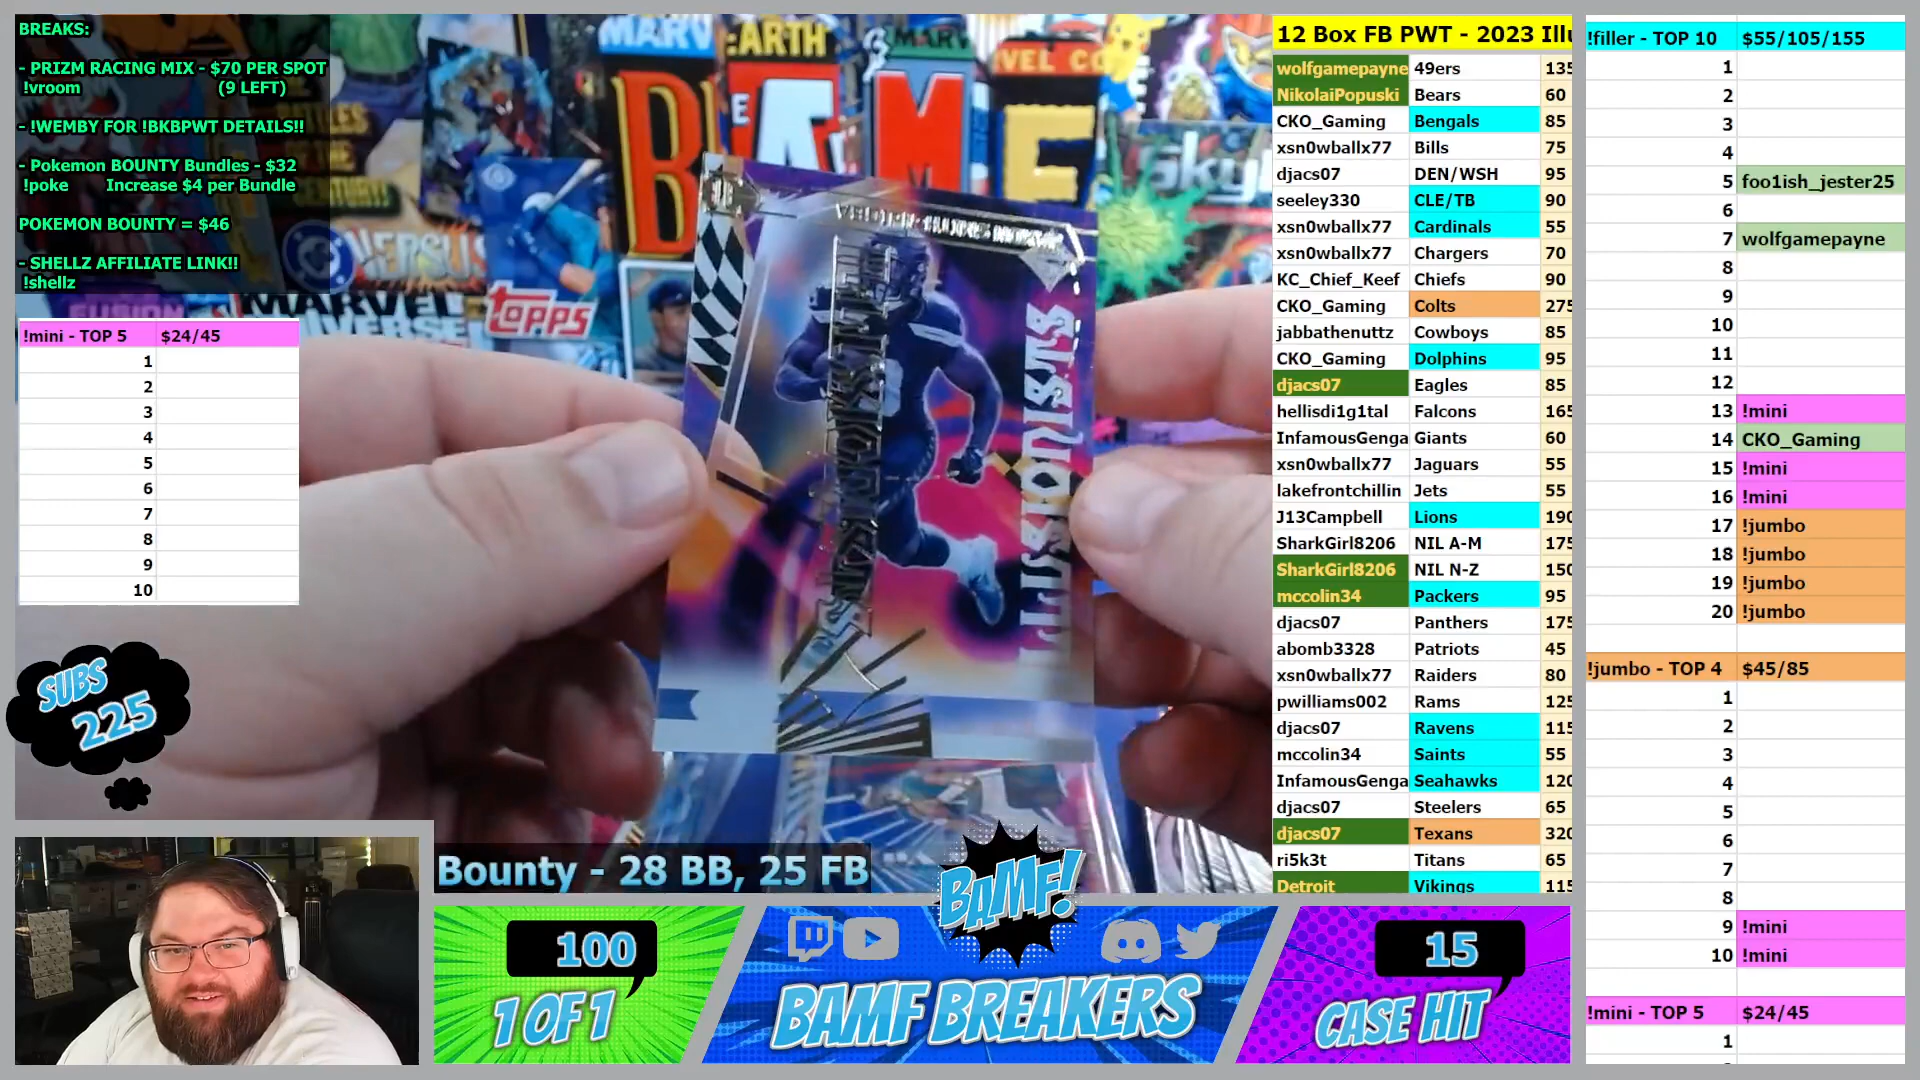 BREAKS:
- PRIZM RACING MIX - $70 PER SPOT
!vroom (9 LEFT)
- !WEMBY FOR !BKBPWT DETAILS!!
- Pokemon BOUNTY Bundles - $32
!poke Increase $4 per Bundle
POKEMON BOUNTY = $46
- SHELLZ AFFILIATE LINK!!
!shellz
!mini - TOP 5 $24/45
1
2
3
4
5
6
7
8
9
10
SUBS
225
MARV
EARTH
MARV
VEL CO
BAME
VERSUS
FUSION
MARVEL
topps
Skyl
Bounty - 28 BB, 25 FB
BAMF!
100
1 OF 1
BAMF BREAKERS
15
CASE HIT
12 Box FB PWT - 2023 Illu
wolfgamepayne 49ers 135
NikolaiPopuski Bears 60
CKO_Gaming Bengals 85
xsn0wballx77 Bills 75
djacs07 DEN/WSH 95
seeley330 CLE/TB 90
xsn0wballx77 Cardinals 55
xsn0wballx77 Chargers 70
KC_Chief_Keef Chiefs 90
CKO_Gaming Colts 275
jabbathenuttz Cowboys 85
CKO_Gaming Dolphins 95
djacs07 Eagles 85
hellisdi1g1tal Falcons 165
InfamousGenga Giants 60
xsn0wballx77 Jaguars 55
lakefrontchillin Jets 55
J13Campbell Lions 190
SharkGirl8206 NIL A-M 175
SharkGirl8206 NIL N-Z 150
mccolin34 Packers 95
djacs07 Panthers 175
abomb3328 Patriots 45
xsn0wballx77 Raiders 80
pwilliams002 Rams 125
djacs07 Ravens 115
mccolin34 Saints 55
InfamousGenga Seahawks 120
djacs07 Steelers 65
djacs07 Texans 320
ri5k3t Titans 65
Detroit Vikings 115
!filler - TOP 10 $55/105/155
1
2
3
4
5 foo1ish_jester25
6
7 wolfgamepayne
8
9
10
11
12
13 !mini
14 CKO_Gaming
15 !mini
16 !mini
17 !jumbo
18 !jumbo
19 !jumbo
20 !jumbo
!jumbo - TOP 4 $45/85
1
2
3
4
5
6
7
8
9 !mini
10 !mini
!mini - TOP 5 $24/45
1